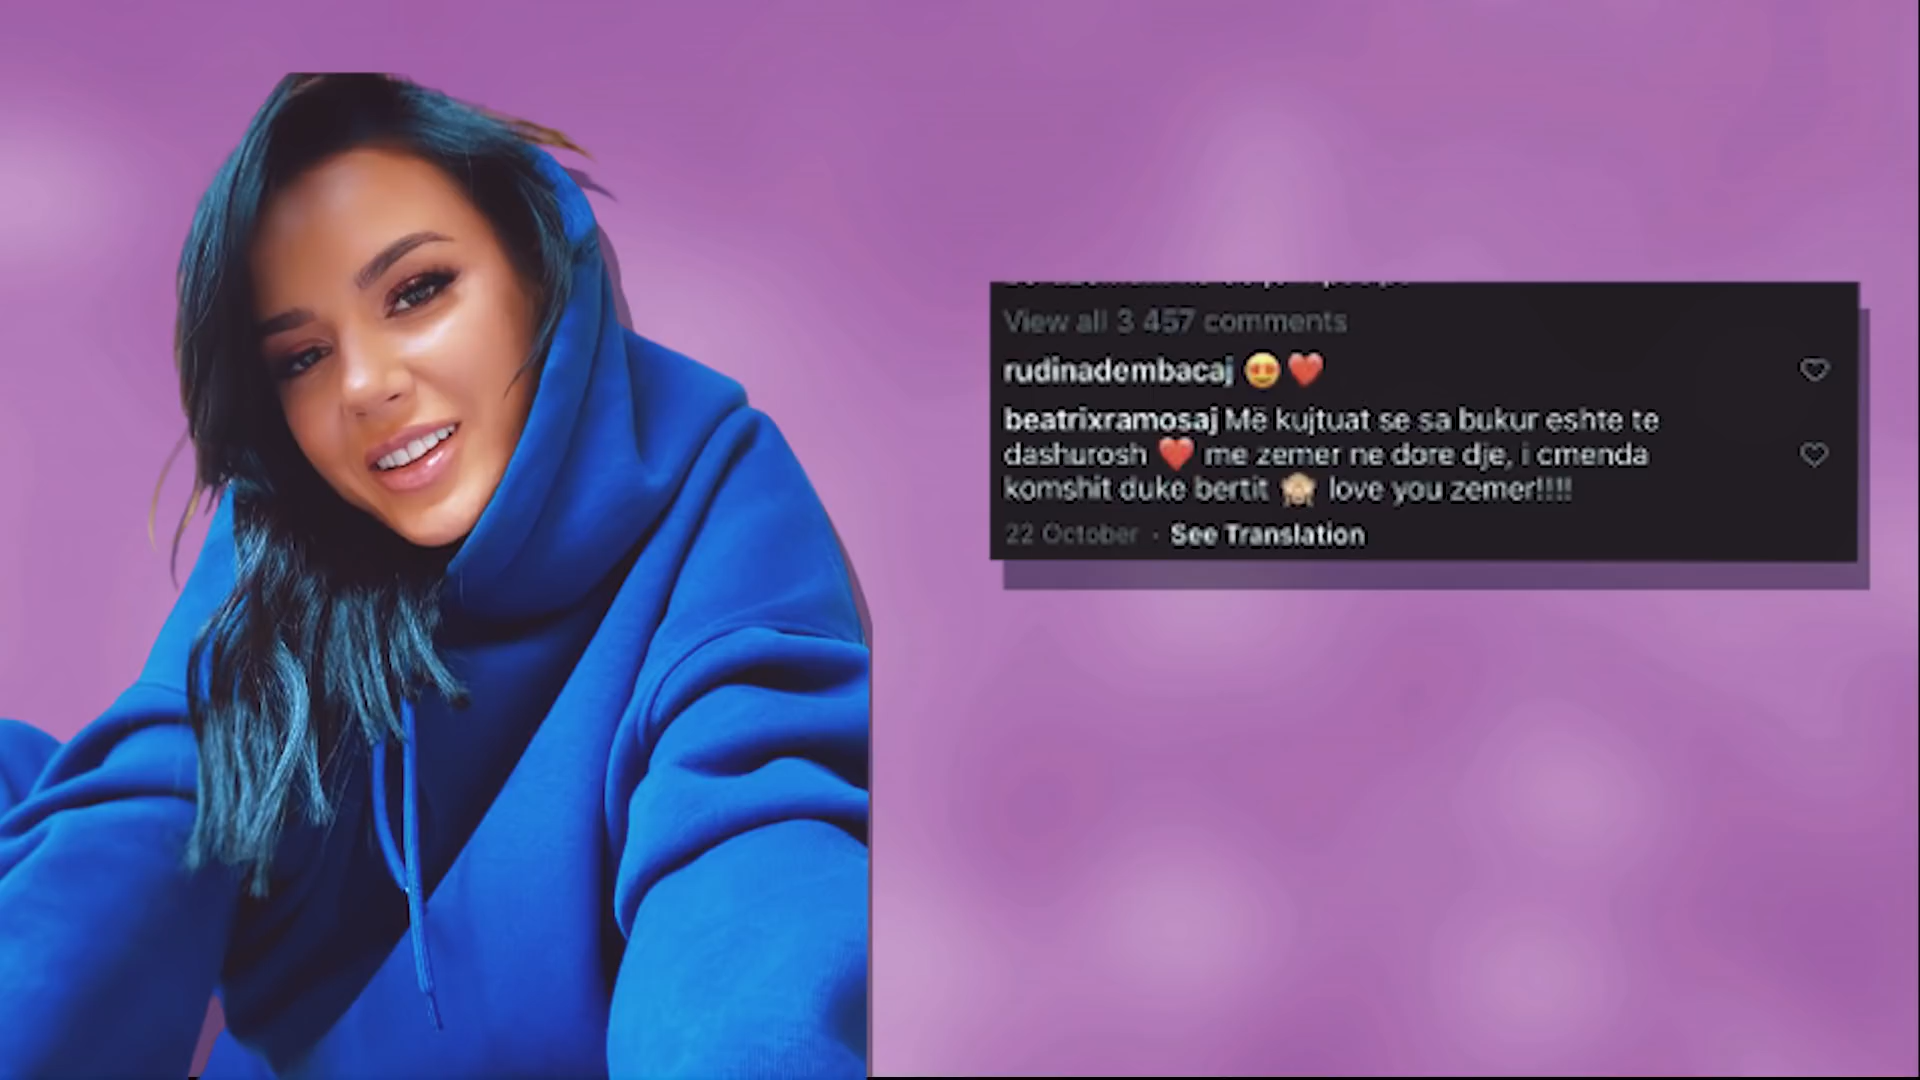 View all 3 457 comments
rudinadembacaj 😍❤️
beatrixramosaj Më kujtuat se sa bukur eshte te
dashurosh ❤️ me zemer ne dore dje, i cmenda
komshit duke bertit 🙈 love you zemer!!!!
22 October · See Translation